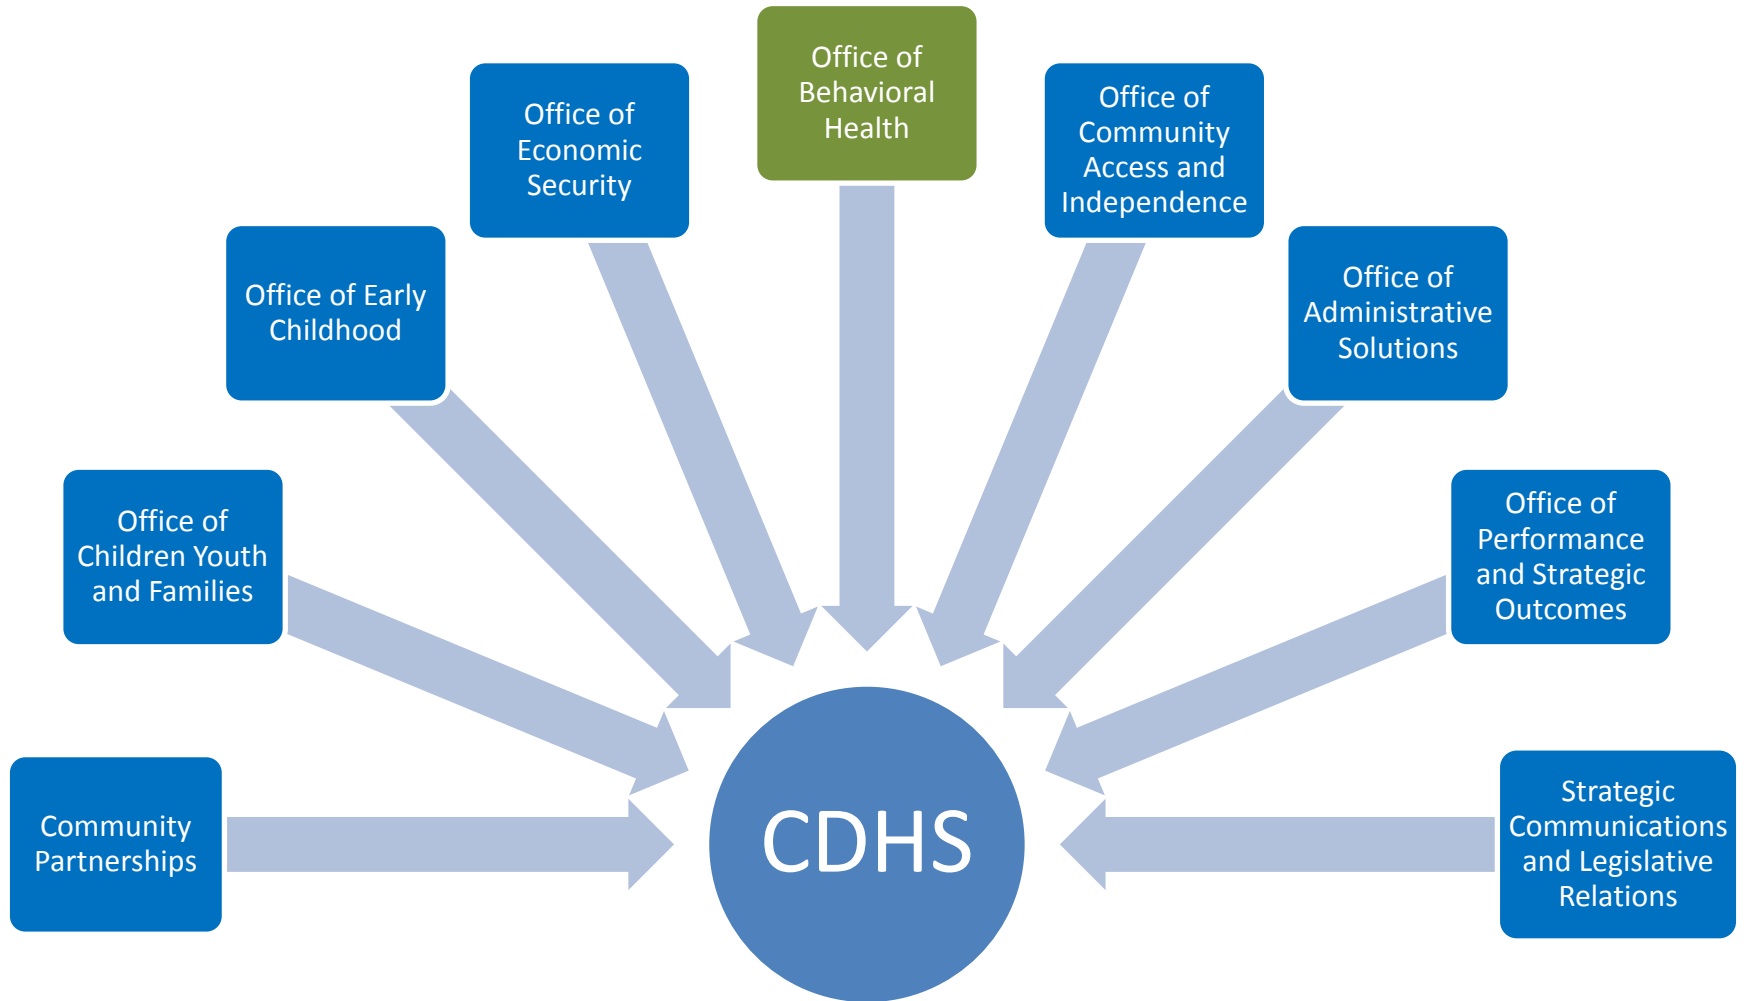 Office of
Behavioral
Health
Office of
Economic
Security
Office of
Community
Access and
Independence
Office of Early
Childhood
Office of
Administrative
Solutions
Office of
Children Youth
and Families
Office of
Performance
and Strategic
Outcomes
Community
Partnerships
CDHS
Strategic
Communications
and Legislative
Relations